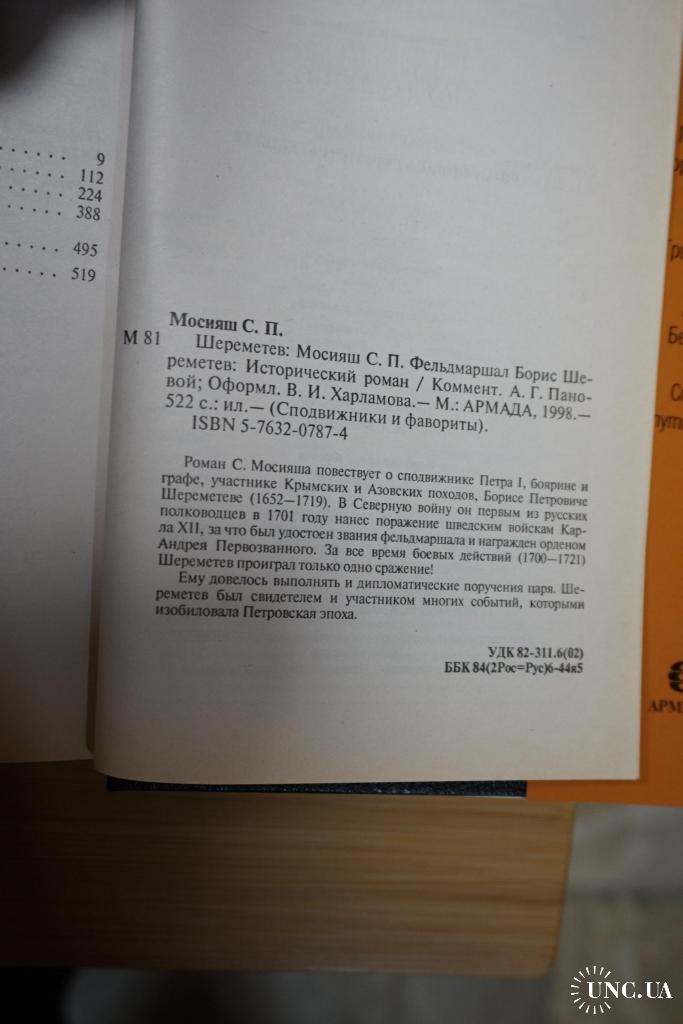 9
112
224
388
495
519
Мосияш С. П.
М 81
Шереметев: Мосияш С. П. Фельдмаршал Борис Ше-
реметев: Исторический роман / Коммент. А. Г. Пано-
вой; Оформл. В. И. Харламова.— М.: АРМАДА, 1998.—
522 с.: ил.— (Сподвижники и фавориты).
ISBN 5-7632-0787-4
Роман С. Мосияша повествует о сподвижнике Петра I, боярине и
графе, участнике Крымских и Азовских походов, Борисе Петровиче
Шереметеве (1652—1719). В Северную войну он первым из русских
полководцев в 1701 году нанес поражение шведским войскам Кар-
ла XII, за что был удостоен звания фельдмаршала и награжден орденом
Андрея Первозванного. За все время боевых действий (1700—1721)
Шереметев проиграл только одно сражение!
Ему довелось выполнять и дипломатические поручения царя. Ше-
реметев был свидетелем и участником многих событий, которыми
изобиловала Петровская эпоха.
УДК 82-311.6(02)
ББК 84(2Рос=Рус)6-44я5
UNC.UA